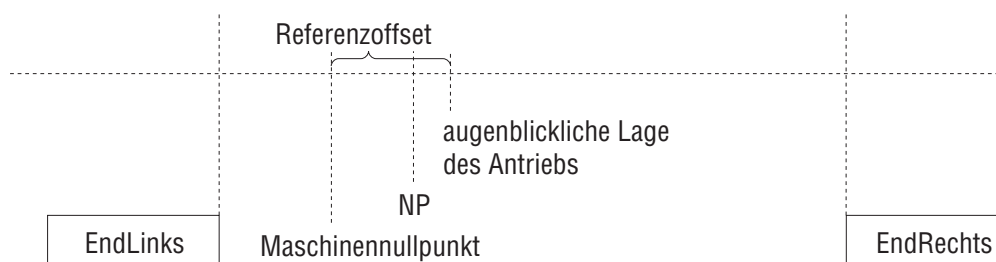 Referenzoffset
augenblickliche Lage
des Antriebs
NP
EndLinks
Maschinennullpunkt
EndRechts